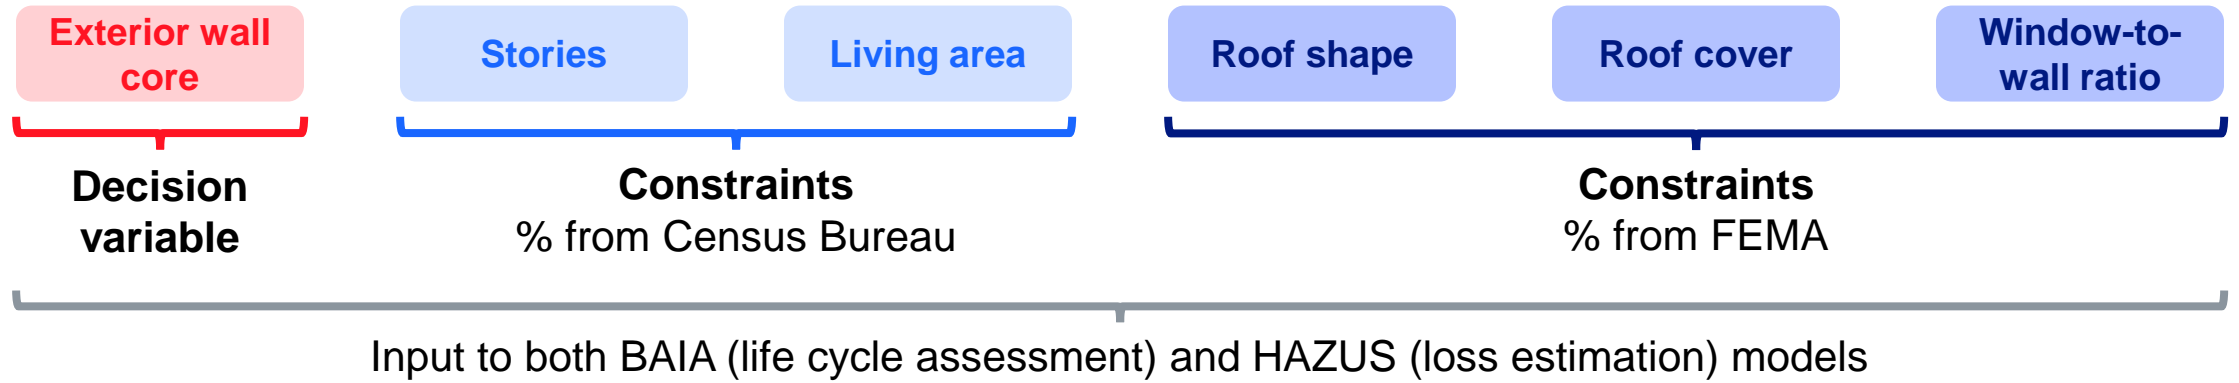 Exterior wall
core
Stories
Living area
Roof shape
Roof cover
Window-to-
wall ratio
Decision
variable
Constraints
% from Census Bureau
Constraints
% from FEMA
Input to both BAIA (life cycle assessment) and HAZUS (loss estimation) models